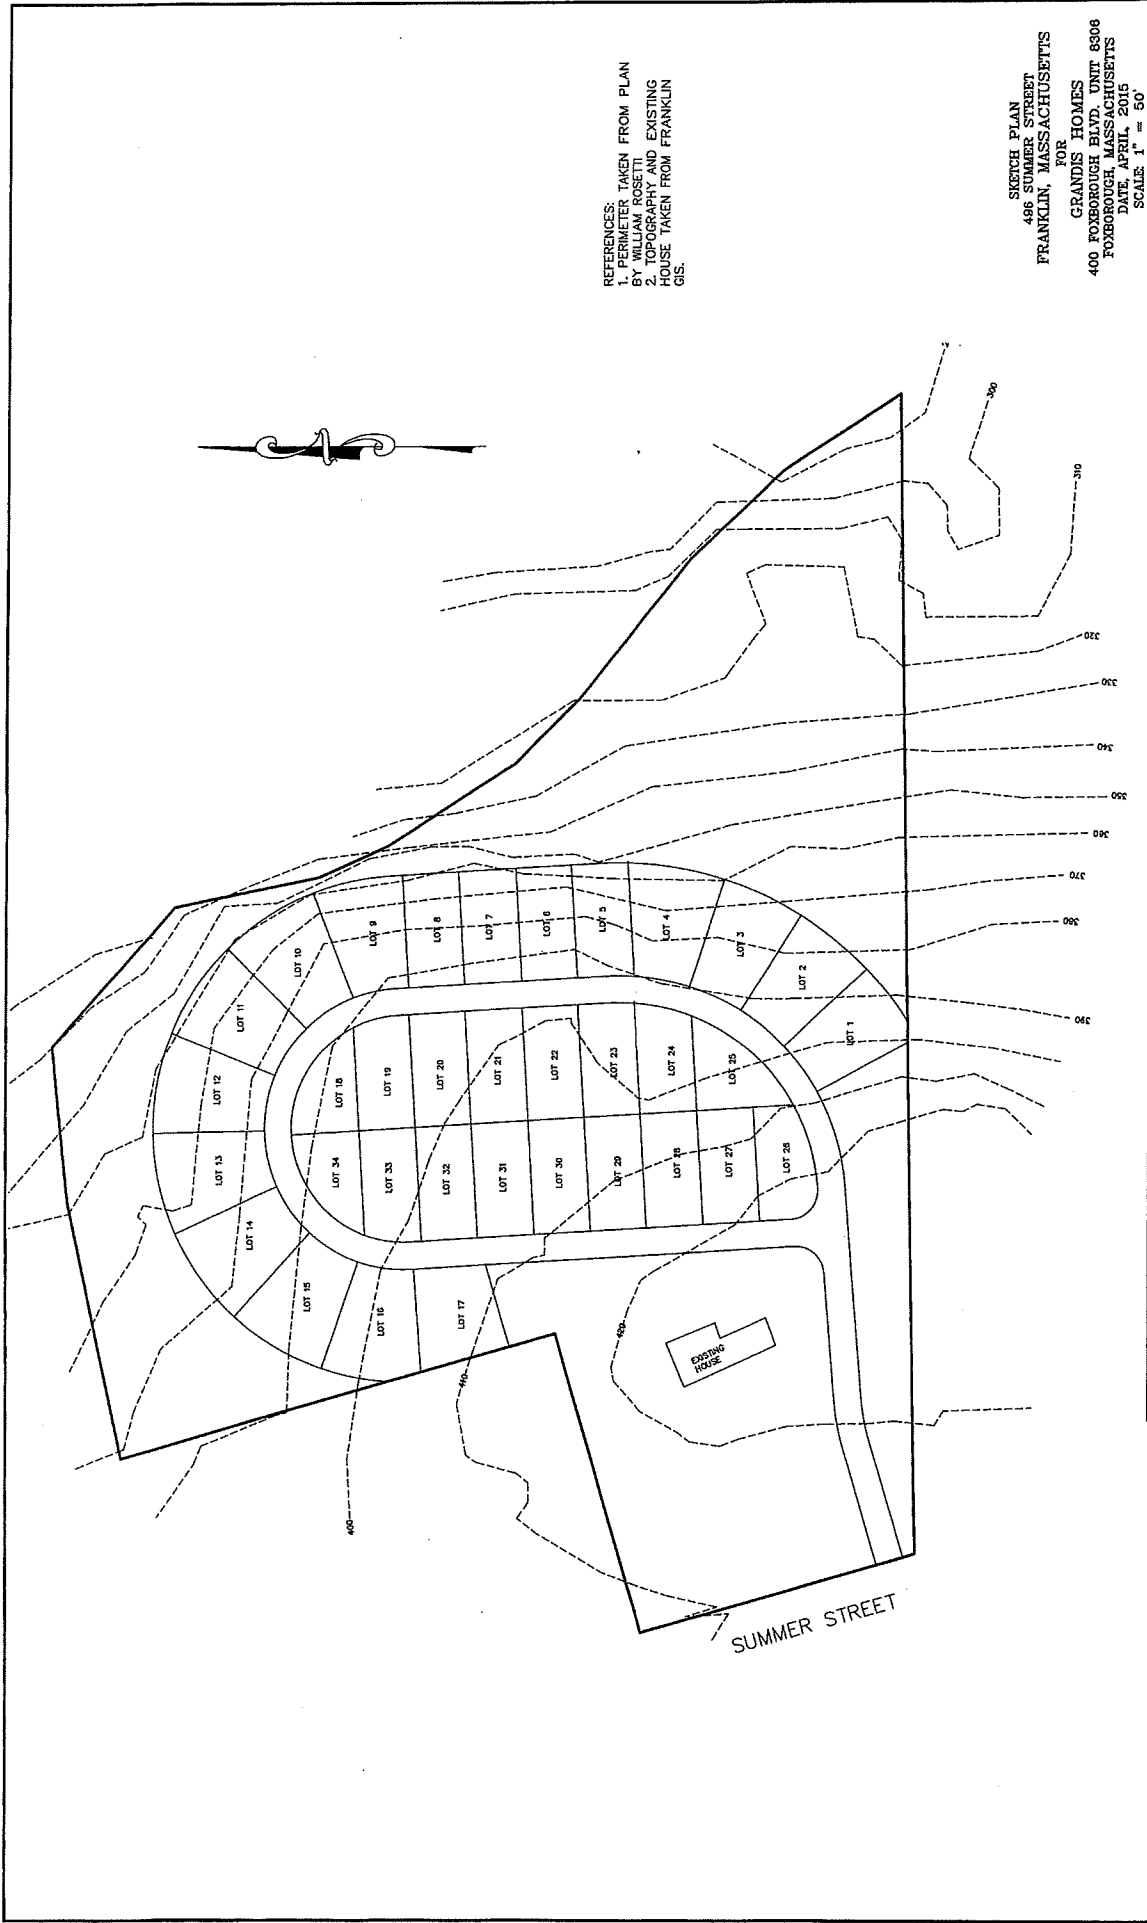 REFERENCES:
1. PERIMETER TAKEN FROM PLAN
BY WILLIAM ROSETTI
2. TOPOGRAPHY AND EXISTING
HOUSE TAKEN FROM FRANKLIN
GIS.
SKETCH PLAN
496 SUMMER STREET
FRANKLIN, MASSACHUSETTS
FOR
GRANDIS HOMES
400 FOXBOROUGH BLVD. UNIT 8306
FOXBOROUGH, MASSACHUSETTS
DATE, APRIL, 2015
SCALE: 1" = 50'
LOT 1
LOT 2
LOT 3
LOT 4
LOT 5
LOT 6
LOT 7
LOT 8
LOT 9
LOT 10
LOT 11
LOT 12
LOT 13
LOT 14
LOT 15
LOT 16
LOT 17
LOT 18
LOT 19
LOT 20
LOT 21
LOT 22
LOT 23
LOT 24
LOT 25
LOT 26
LOT 27
LOT 28
LOT 29
LOT 30
LOT 31
LOT 32
LOT 33
LOT 34
EXISTING
HOUSE
SUMMER STREET
300
310
320
330
340
350
360
370
380
390
400
410
420